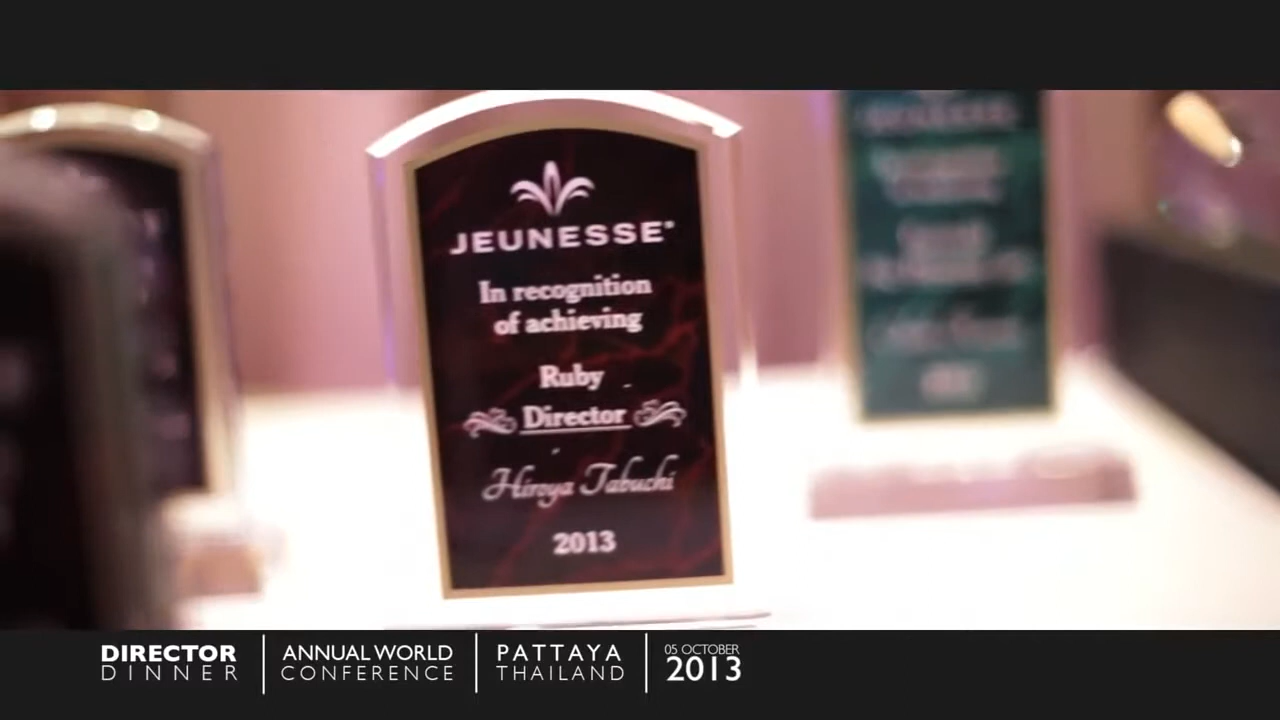 JEUNESSE®
In recognition
of achieving
Ruby
Director
Hiroya Tabuchi
2013
DIRECTOR
DINNER
ANNUAL WORLD
CONFERENCE
PATTAYA
THAILAND
05 OCTOBER
2013